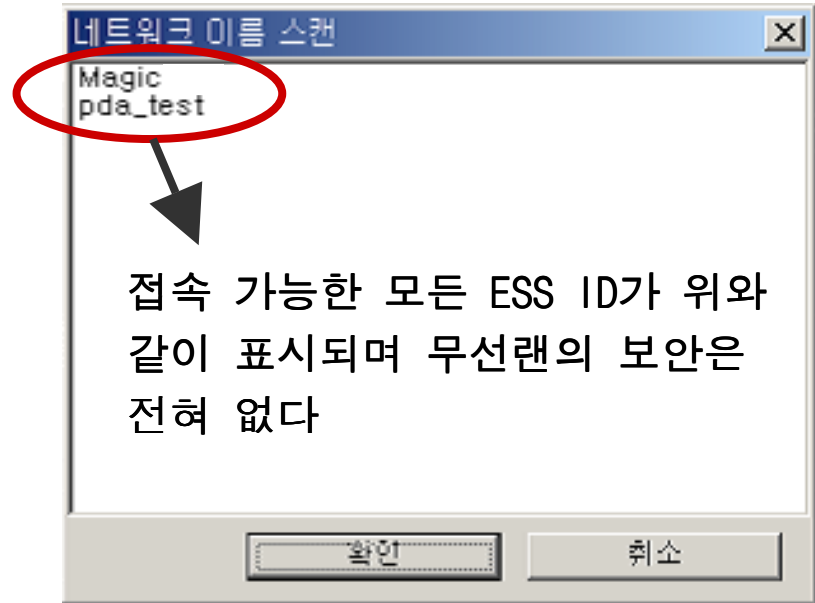 네트워크 이름 스캔
Magic
pda_test
접속 가능한 모든 ESS ID가 위와
같이 표시되며 무선랜의 보안은
전혀 없다
확인
취소